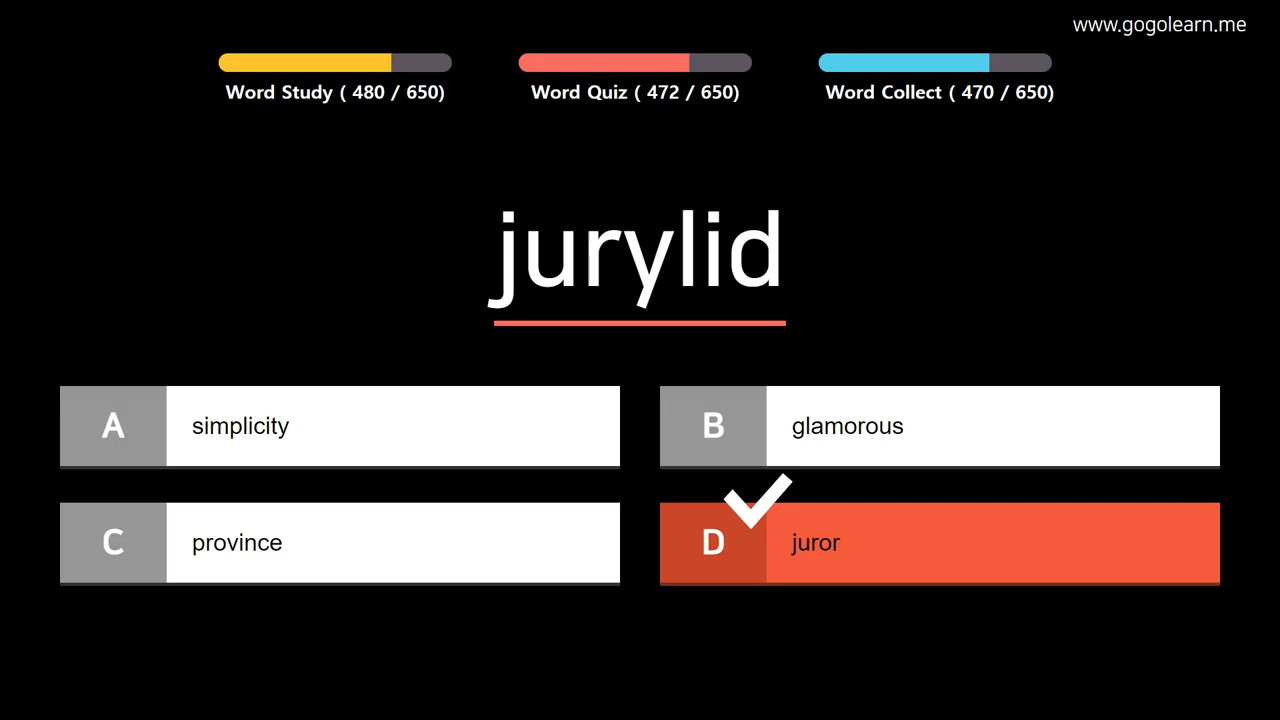 www.gogolearn.me
Word Study ( 480 / 650)
Word Quiz ( 472 / 650)
Word Collect ( 470 / 650)
jurylid
A simplicity
B glamorous
C province
D juror